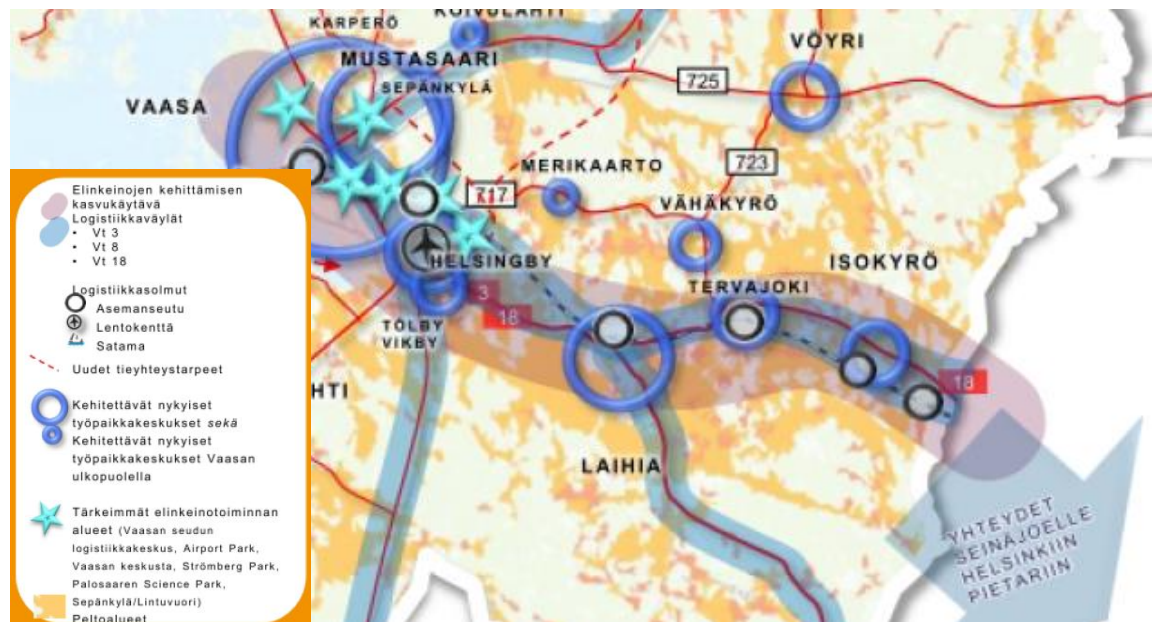 KARPERÖ
KOIVULAHTI
MUSTASAARI
SEPÄNKYLÄ
VAASA
VÖYRI
725
723
717
MERIKAARTO
VÄHÄKYRÖ
ISOKYRÖ
HELSINGBY
TERVAJOKI
3
18
TÖLBY
VIKBY
18
HTI
LAIHIA
YHTEYDET
SEINÄJOELLE
HELSINKIIN
PIETARIIN
Elinkeinojen kehittämisen
kasvukäytävä
Logistiikkaväylät
• Vt 3
• Vt 8
• Vt 18
Logistiikkasolmut
Asemanseutu
Lentokenttä
Satama
Uudet tieyhteystarpeet
Kehitettävät nykyiset
työpaikkakeskukset sekä
Kehitettävät nykyiset
työpaikkakeskukset Vaasan
ulkopuolella
Tärkeimmät elinkeinotoiminnan
alueet (Vaasan seudun
logistiikkakeskus, Airport Park,
Vaasan keskusta, Strömberg Park,
Palosaaren Science Park,
Sepänkylä/Lintuvuori)
Peltoalueet